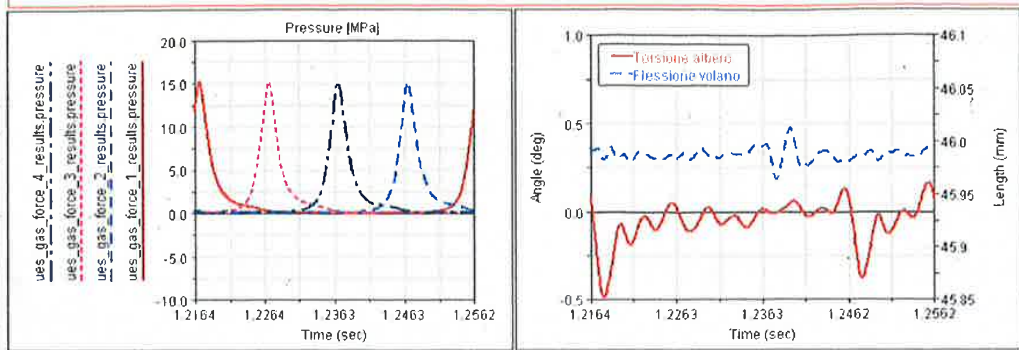 Pressure [MPa]
ues_gas_force_4_results.pressure
ues_gas_force_3_results.pressure
ues_gas_force_2_results.pressure
ues_gas_force_1_results.pressure
20.0
15.0
10.0
5.0
0.0
-5.0
-10.0
1.2164
1.2264
1.2363
1.2463
1.2562
Time (sec)
Torsione albero
Flessione volano
Angle (deg)
1.0
0.5
0.0
-0.5
46.1
46.05
46.0
45.95
45.9
45.85
Length (mm)
1.2164
1.2263
1.2363
1.2462
1.2562
Time (sec)